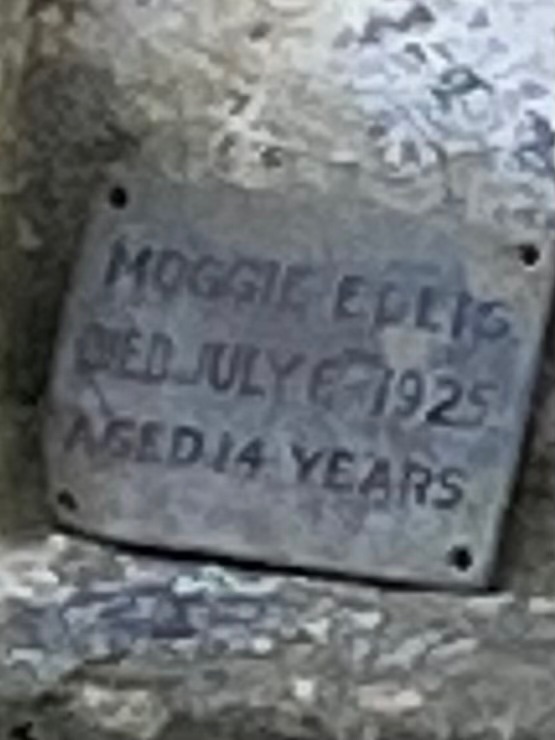 MOGGIE ELLIS
DIED JULY 6 1925
AGED 14 YEARS